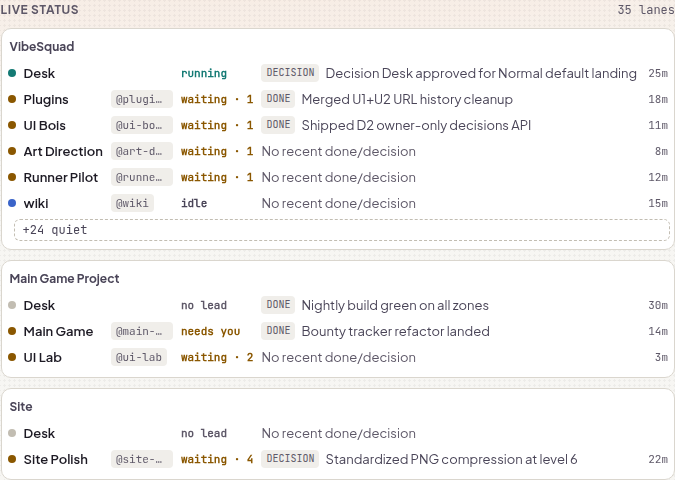 LIVE STATUS 35 lanes
VibeSquad
Desk running DECISION Decision Desk approved for Normal default landing 25m
Plugins @plugi… waiting · 1 DONE Merged U1+U2 URL history cleanup 18m
UI Bois @ui-bo… waiting · 1 DONE Shipped D2 owner-only decisions API 11m
Art Direction @art-d… waiting · 1 No recent done/decision 8m
Runner Pilot @runne… waiting · 1 No recent done/decision 12m
wiki @wiki idle No recent done/decision 15m
+24 quiet
Main Game Project
Desk no lead DONE Nightly build green on all zones 30m
Main Game @main-… needs you DONE Bounty tracker refactor landed 14m
UI Lab @ui-lab waiting · 2 No recent done/decision 3m
Site
Desk no lead No recent done/decision
Site Polish @site-… waiting · 4 DECISION Standardized PNG compression at level 6 22m